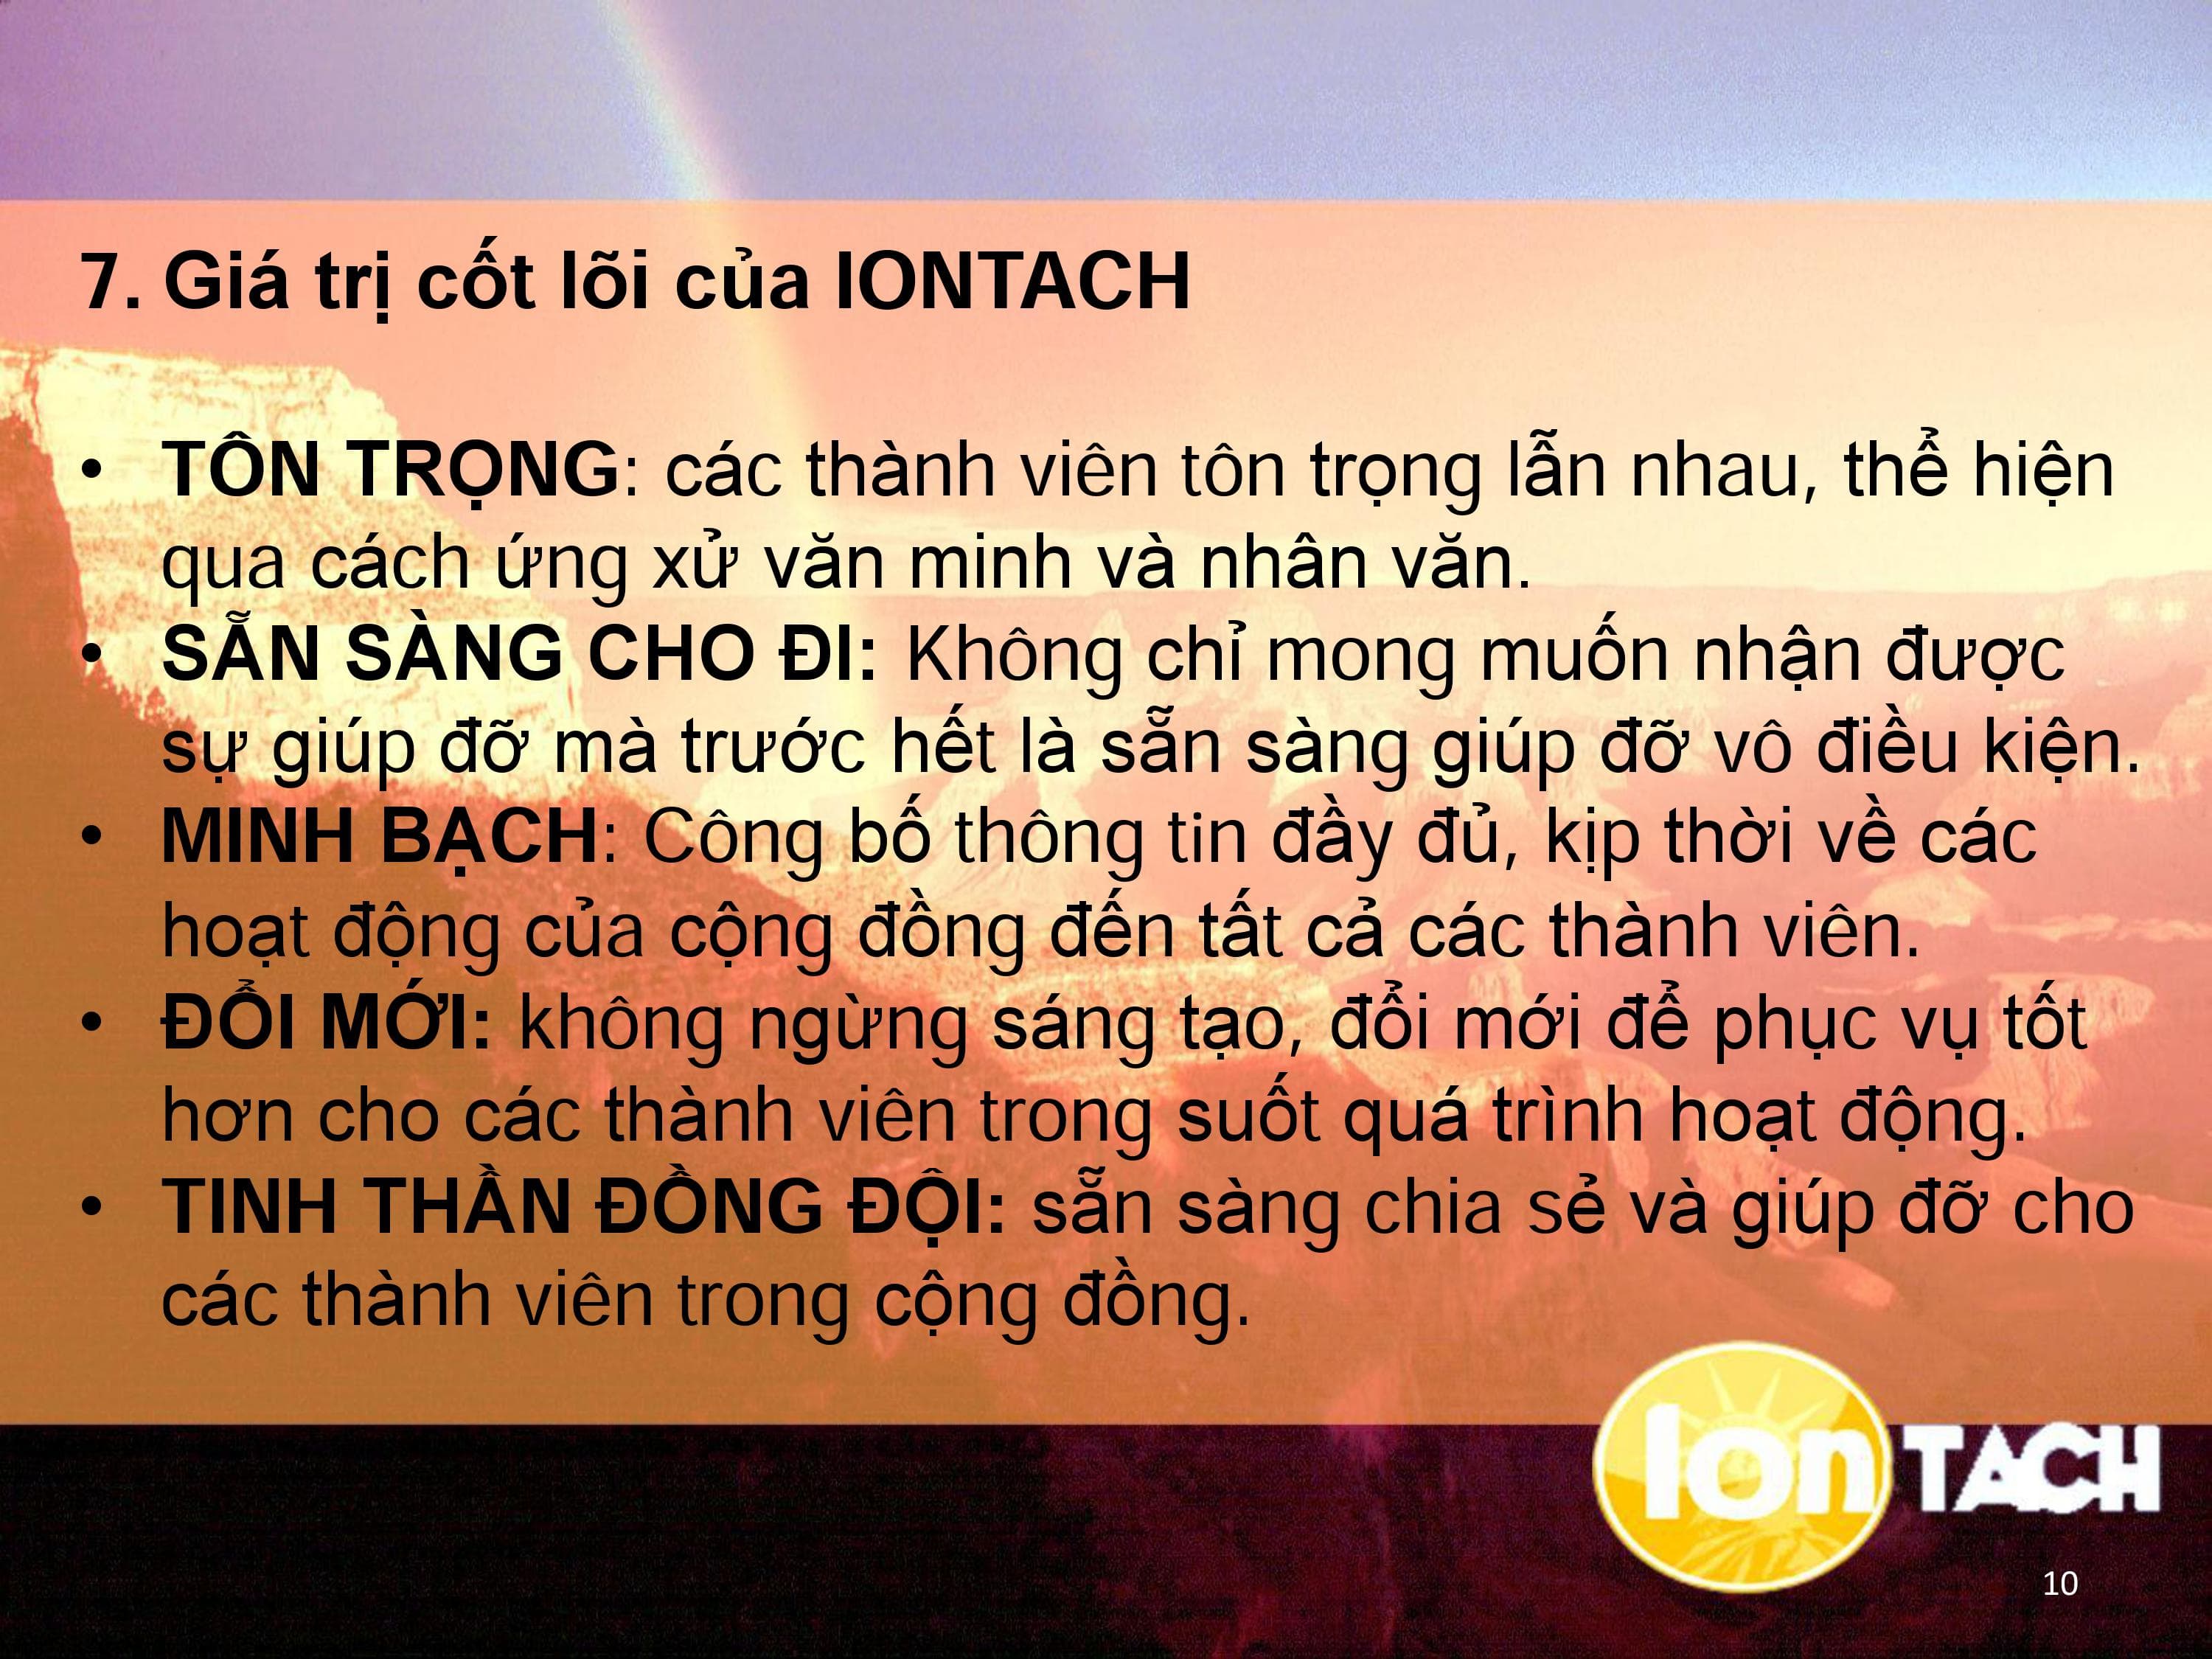 7. Giá trị cốt lõi của IONTACH
• TÔN TRỌNG: các thành viên tôn trọng lẫn nhau, thể hiện
qua cách ứng xử văn minh và nhân văn.
• SẴN SÀNG CHO ĐI: Không chỉ mong muốn nhận được
sự giúp đỡ mà trước hết là sẵn sàng giúp đỡ vô điều kiện.
• MINH BẠCH: Công bố thông tin đầy đủ, kịp thời về các
hoạt động của cộng đồng đến tất cả các thành viên.
• ĐỔI MỚI: không ngừng sáng tạo, đổi mới để phục vụ tốt
hơn cho các thành viên trong suốt quá trình hoạt động.
• TINH THẦN ĐỒNG ĐỘI: sẵn sàng chia sẻ và giúp đỡ cho
các thành viên trong cộng đồng.
Ion TACH
10